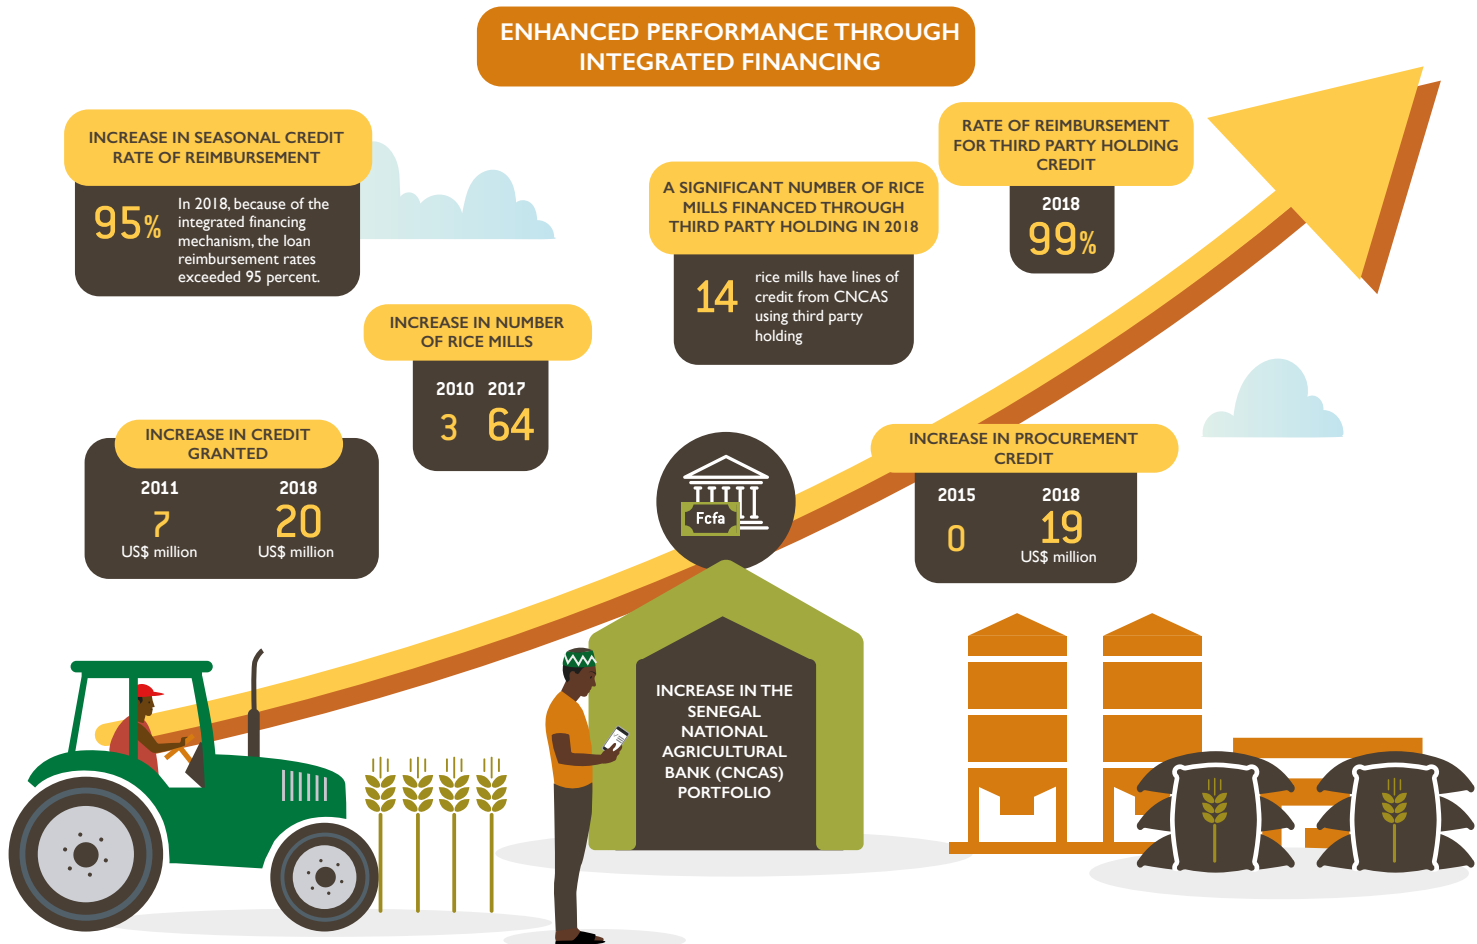 ENHANCED PERFORMANCE THROUGH
INTEGRATED FINANCING
INCREASE IN SEASONAL CREDIT
RATE OF REIMBURSEMENT
95%
In 2018, because of the
integrated financing
mechanism, the loan
reimbursement rates
exceeded 95 percent.
INCREASE IN NUMBER
OF RICE MILLS
2010 2017
3 64
INCREASE IN CREDIT
GRANTED
2011 2018
7 20
US$ million US$ million
A SIGNIFICANT NUMBER OF RICE
MILLS FINANCED THROUGH
THIRD PARTY HOLDING IN 2018
14
rice mills have lines of
credit from CNCAS
using third party
holding
RATE OF REIMBURSEMENT
FOR THIRD PARTY HOLDING
CREDIT
2018
99%
INCREASE IN PROCUREMENT
CREDIT
2015 2018
0 19
US$ million
Fcfa
INCREASE IN THE
SENEGAL
NATIONAL
AGRICULTURAL
BANK (CNCAS)
PORTFOLIO